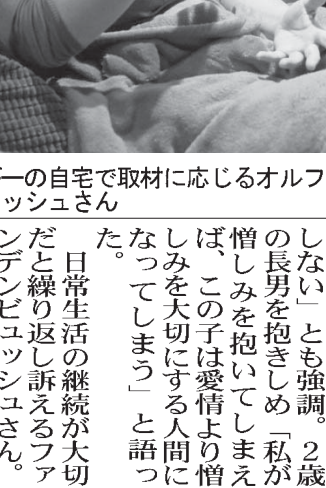 ギーの自宅で取材に応じるオルフ
ッシュさん
しない」とも強調。２歳
の長男を抱きしめ「私が
憎しみを抱いてしまえ
ば、この子は愛情より憎
しみを大切にする人間に
なってしまう」と語っ
た。
日常生活の継続が大切
だと繰り返し訴えるファ
ンデンビュッシュさん。